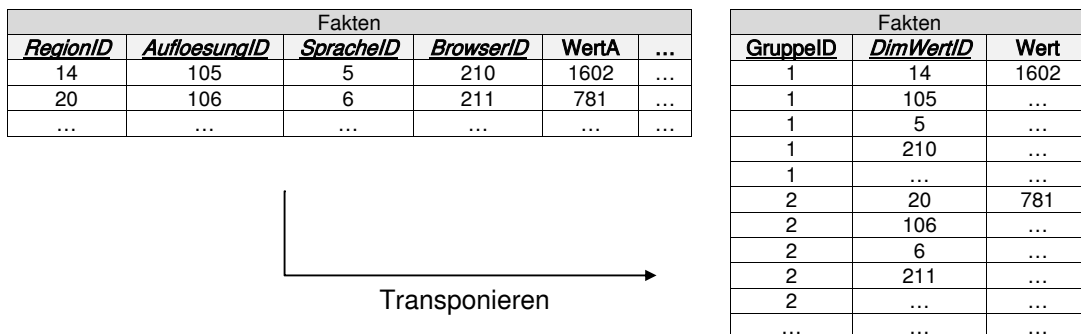 Fakten
RegionID AufloesungID SpracheID BrowserID WertA ...
14 105 5 210 1602 ...
20 106 6 211 781 ...
... ... ... ... ... ...
Transponieren
Fakten
GruppeID DimWertID Wert
1 14 1602
1 105 ...
1 5 ...
1 210 ...
1 ... ...
2 20 781
2 106 ...
2 6 ...
2 211 ...
2 ... ...
... ... ...